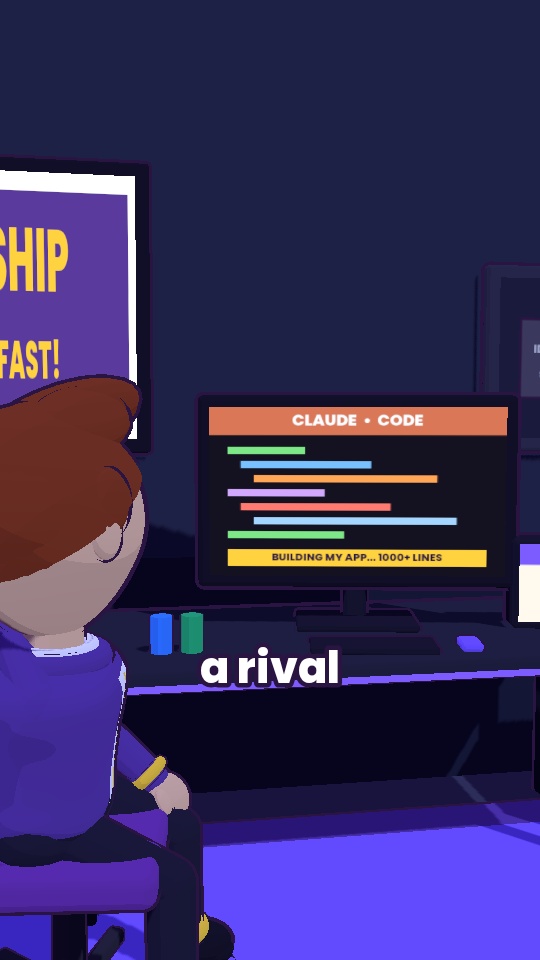 SHIP
FAST!
CLAUDE • CODE
BUILDING MY APP... 1000+ LINES
a rival